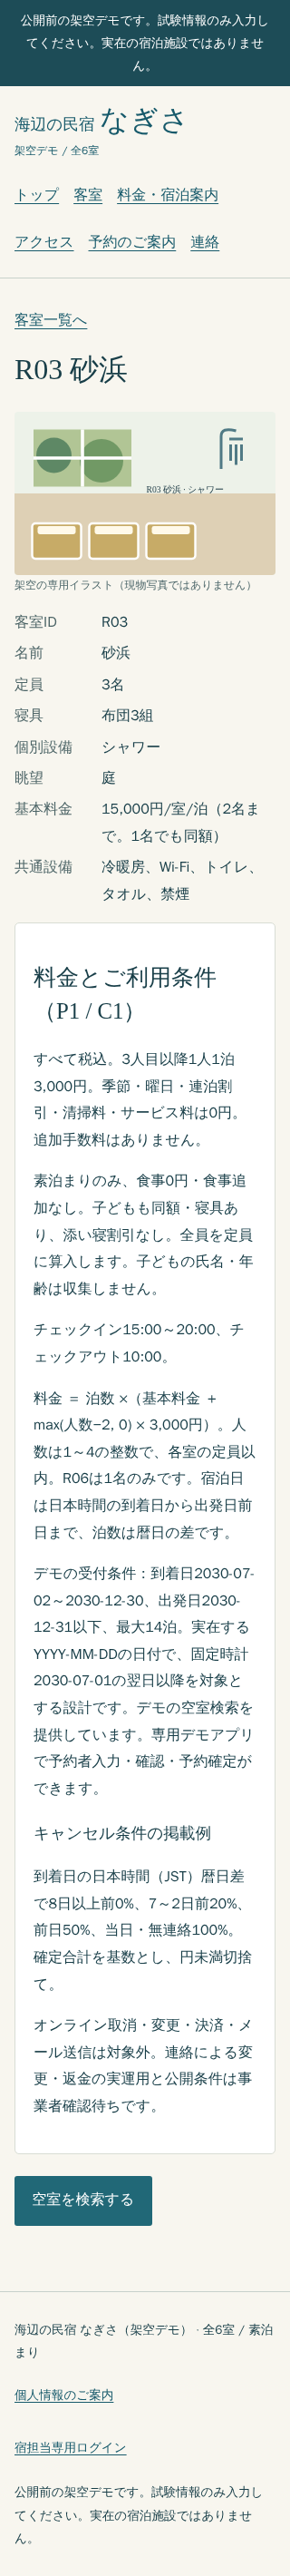 公開前の架空デモです。試験情報のみ入力し
てください。実在の宿泊施設ではありませ
ん。
海辺の民宿 なぎさ
架空デモ / 全6室
トップ 客室 料金・宿泊案内
アクセス 予約のご案内 連絡
客室一覧へ
R03 砂浜
R03 砂浜 · シャワー
架空の専用イラスト（現物写真ではありません）
客室ID R03
名前 砂浜
定員 3名
寝具 布団3組
個別設備 シャワー
眺望 庭
基本料金 15,000円/室/泊（2名ま
で。1名でも同額）
共通設備 冷暖房、Wi-Fi、トイレ、
タオル、禁煙
料金とご利用条件
（P1 / C1）
すべて税込。3人目以降1人1泊
3,000円。季節・曜日・連泊割
引・清掃料・サービス料は0円。
追加手数料はありません。
素泊まりのみ、食事0円・食事追
加なし。子どもも同額・寝具あ
り、添い寝割引なし。全員を定員
に算入します。子どもの氏名・年
齢は収集しません。
チェックイン15:00～20:00、チ
ェックアウト10:00。
料金 ＝ 泊数 ×（基本料金 ＋
max(人数−2, 0) × 3,000円）。人
数は1～4の整数で、各室の定員以
内。R06は1名のみです。宿泊日
は日本時間の到着日から出発日前
日まで、泊数は暦日の差です。
デモの受付条件：到着日2030-07-
02～2030-12-30、出発日2030-
12-31以下、最大14泊。実在する
YYYY-MM-DDの日付で、固定時計
2030-07-01の翌日以降を対象と
する設計です。デモの空室検索を
提供しています。専用デモアプリ
で予約者入力・確認・予約確定が
できます。
キャンセル条件の掲載例
到着日の日本時間（JST）暦日差
で8日以上前0%、7～2日前20%、
前日50%、当日・無連絡100%。
確定合計を基数とし、円未満切捨
て。
オンライン取消・変更・決済・メ
ール送信は対象外。連絡による変
更・返金の実運用と公開条件は事
業者確認待ちです。
空室を検索する
海辺の民宿 なぎさ（架空デモ） · 全6室 / 素泊
まり
個人情報のご案内
宿担当専用ログイン
公開前の架空デモです。試験情報のみ入力し
てください。実在の宿泊施設ではありませ
ん。